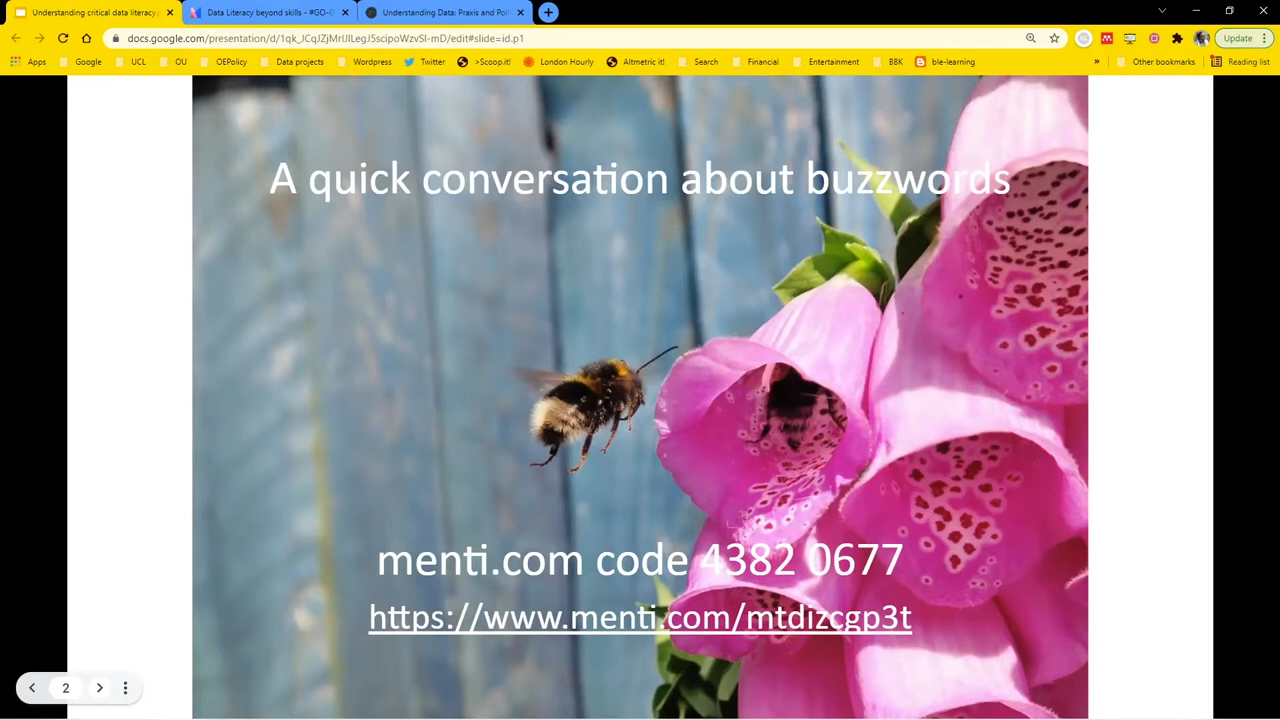 Understanding critical data literacy
Data Literacy beyond skills - #GO-G
Understanding Data: Praxis and Poli
docs.google.com/presentation/d/1qk_JCqJZjMrIJlLegJ5scipoWzvSI-mD/edit#slide=id.p1
Update
Apps
Google
UCL
OU
OEPolicy
Data projects
Wordpress
Twitter
>Scoop.it!
London Hourly
Altmetric it!
Search
Financial
Entertainment
BBK
ble-learning
»
Other bookmarks
Reading list
A quick conversation about buzzwords
menti.com code 4382 0677
https://www.menti.com/mtdizcgp3t
2